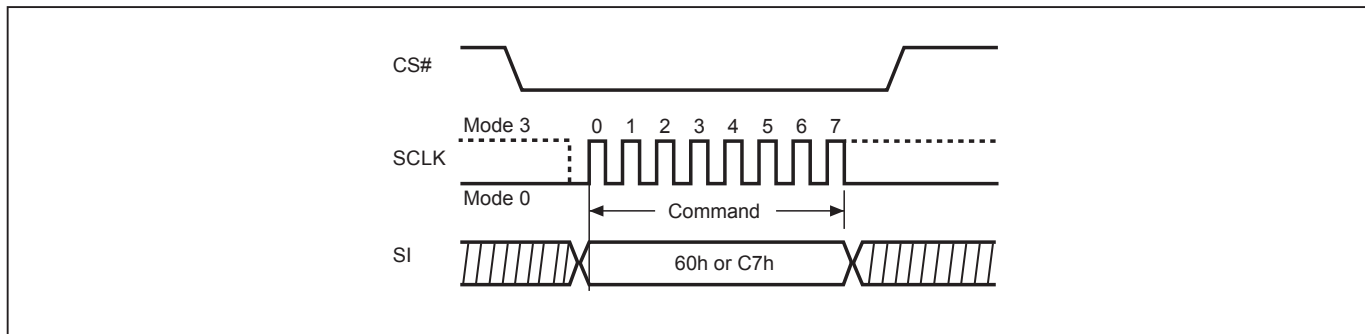 CS#
Mode 3
0 1 2 3 4 5 6 7
SCLK
Mode 0
Command
SI
60h or C7h